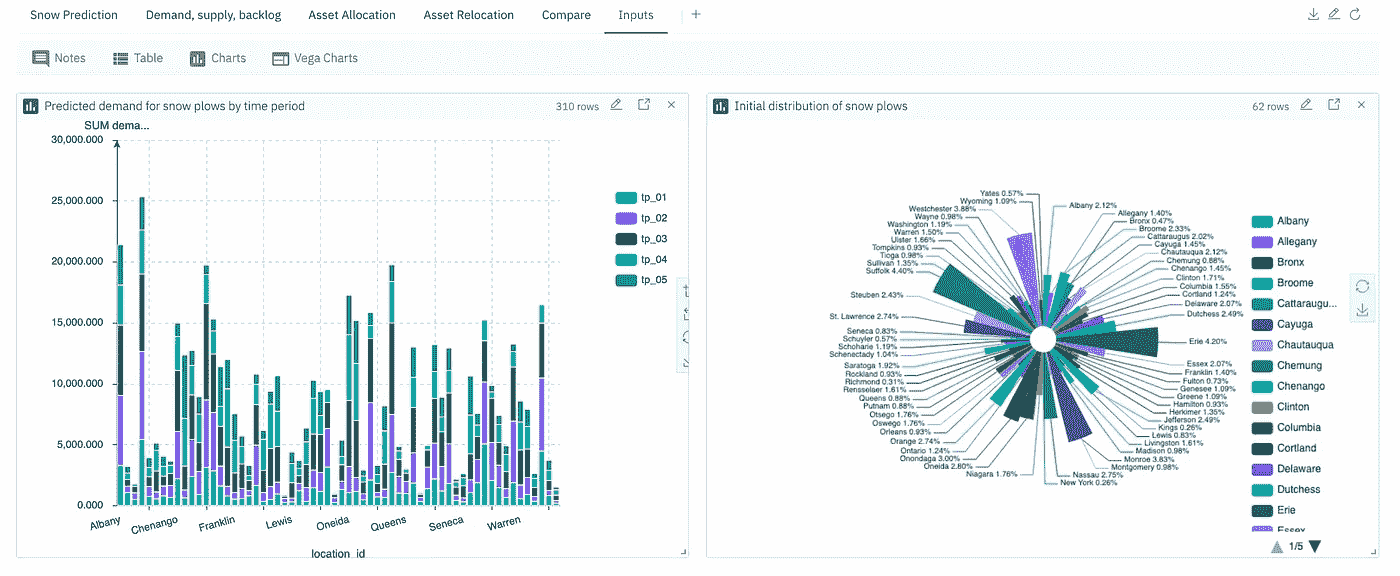 Snow Prediction
Demand, supply, backlog
Asset Allocation
Asset Relocation
Compare
Inputs
+
Notes
Table
Charts
Vega Charts
Predicted demand for snow plows by time period
310 rows
SUM dema...
30,000.000
25,000.000
20,000.000
15,000.000
10,000.000
5,000.000
0.000
Albany
Chenango
Franklin
Lewis
Oneida
Queens
Seneca
Warren
location_id
tp_01
tp_02
tp_03
tp_04
tp_05
Initial distribution of snow plows
62 rows
Yates 0.57%
Wyoming 1.09%
Westchester 3.88%
Wayne 0.98%
Washington 1.19%
Warren 1.50%
Ulster 1.66%
Tompkins 0.93%
Tioga 0.98%
Sullivan 1.35%
Suffolk 4.40%
Steuben 2.43%
St. Lawrence 2.74%
Seneca 0.83%
Schuyler 0.57%
Schoharie 1.19%
Schenectady 1.04%
Saratoga 1.92%
Rockland 0.93%
Richmond 0.31%
Rensselaer 1.61%
Queens 0.88%
Putnam 0.88%
Otsego 1.76%
Oswego 1.76%
Orleans 0.93%
Orange 2.74%
Ontario 1.24%
Onondaga 3.00%
Oneida 2.80%
Niagara 1.76%
Albany 2.12%
Allegany 1.40%
Bronx 0.47%
Broome 2.33%
Cattaraugus 2.02%
Cayuga 1.45%
Chautauqua 2.12%
Chemung 0.88%
Chenango 1.45%
Clinton 1.71%
Columbia 1.55%
Cortland 1.24%
Delaware 2.07%
Dutchess 2.49%
Erie 4.20%
Essex 2.07%
Franklin 1.40%
Fulton 0.73%
Genesee 1.09%
Greene 1.09%
Hamilton 0.93%
Herkimer 1.35%
Jefferson 2.49%
Kings 0.26%
Lewis 0.83%
Livingston 1.61%
Madison 0.98%
Monroe 3.83%
Montgomery 0.98%
Nassau 2.75%
New York 0.26%
Albany
Allegany
Bronx
Broome
Cattaraugu...
Cayuga
Chautauqua
Chemung
Chenango
Clinton
Columbia
Cortland
Delaware
Dutchess
Erie
Essex
1/5